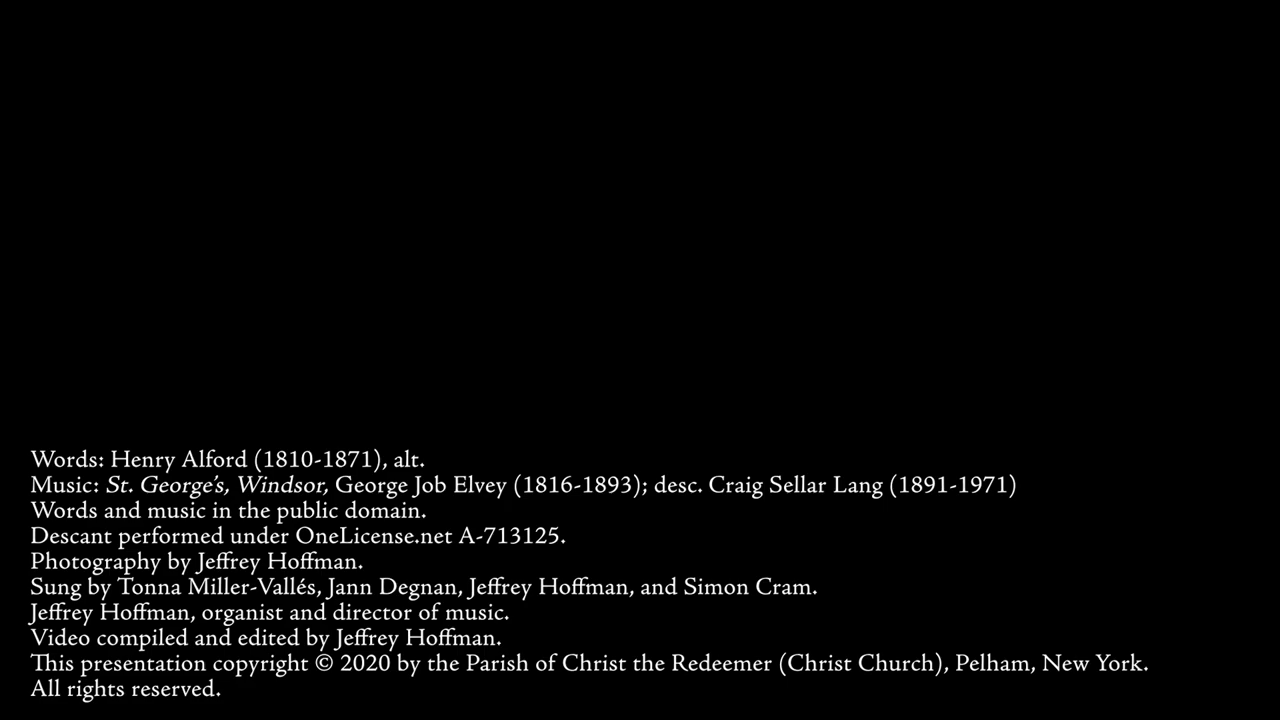 Words: Henry Alford (1810-1871), alt.
Music: St. George's, Windsor, George Job Elvey (1816-1893); desc. Craig Sellar Lang (1891-1971)
Words and music in the public domain.
Descant performed under OneLicense.net A-713125.
Photography by Jeffrey Hoffman.
Sung by Tonna Miller-Vallés, Jann Degnan, Jeffrey Hoffman, and Simon Cram.
Jeffrey Hoffman, organist and director of music.
Video compiled and edited by Jeffrey Hoffman.
This presentation copyright © 2020 by the Parish of Christ the Redeemer (Christ Church), Pelham, New York.
All rights reserved.